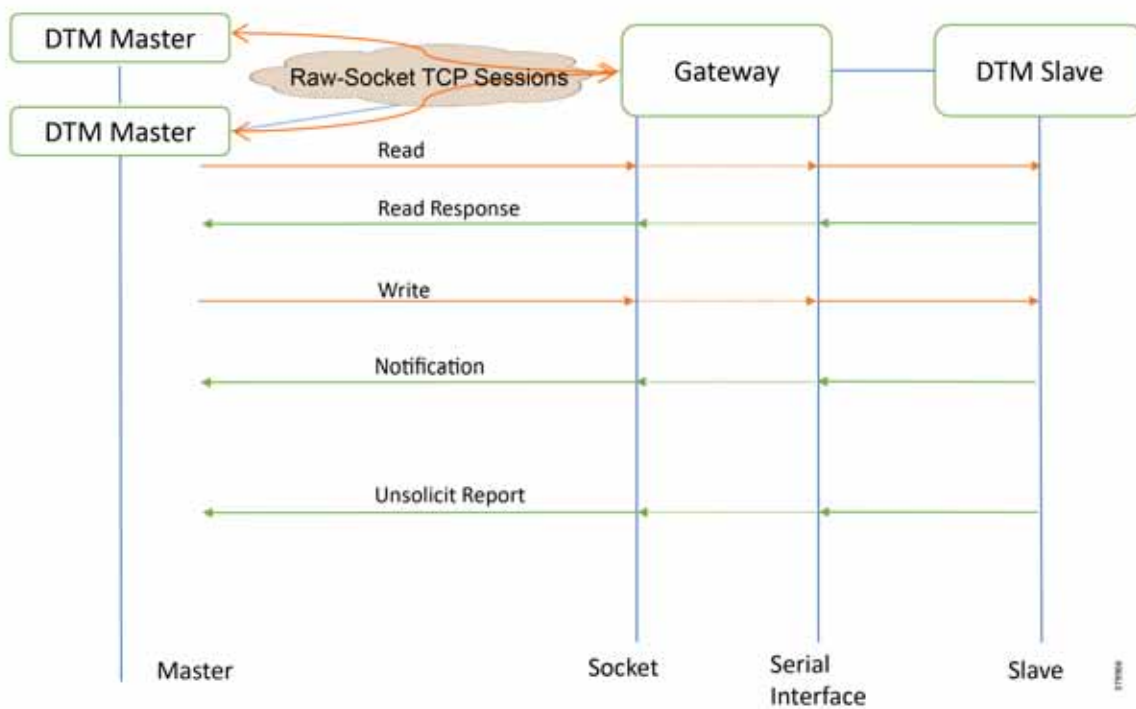 DTM Master
Raw-Socket TCP Sessions
Gateway
DTM Slave
DTM Master
Read
Read Response
Write
Notification
Unsolicit Report
Master
Socket
Serial
Interface
Slave